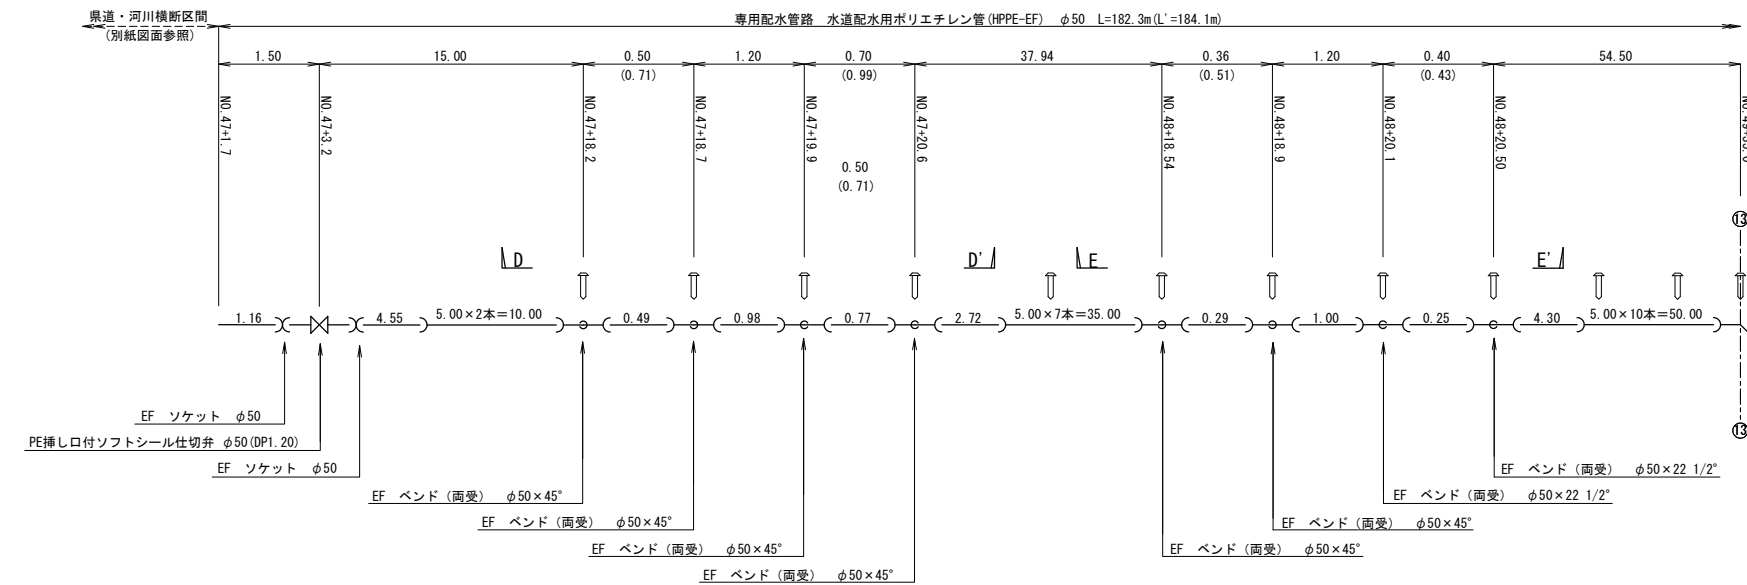 県道・河川横断区間
(別紙図面参照)
専用配水管路　水道配水用ポリエチレン管(HPPE-EF)　φ50　L=182.3m(L'=184.1m)
1.50
15.00
0.50
(0.71)
1.20
0.70
(0.99)
37.94
0.36
(0.51)
1.20
0.40
(0.43)
54.50
NO.47+1.7
NO.47+3.2
NO.47+18.2
NO.47+18.7
NO.47+19.9
NO.47+20.6
NO.48+18.54
NO.48+18.9
NO.48+20.1
NO.48+20.50
0.50
(0.71)
13
D
D'
E
E'
1.16
4.55
5.00×2本=10.00
0.49
0.98
0.77
2.72
5.00×7本=35.00
0.29
1.00
0.25
4.30
5.00×10本=50.00
EF　ソケット　φ50
PE挿し口付ソフトシール仕切弁 φ50(DP1.20)
EF　ソケット　φ50
13
EF　ベンド（両受）　φ50×45°
EF　ベンド（両受）　φ50×45°
EF　ベンド（両受）　φ50×45°
EF　ベンド（両受）　φ50×45°
EF　ベンド（両受）　φ50×22 1/2°
EF　ベンド（両受）　φ50×22 1/2°
EF　ベンド（両受）　φ50×45°
EF　ベンド（両受）　φ50×45°